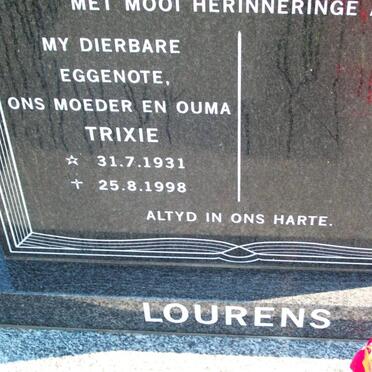 MET MOOI HERINNERINGE
MY DIERBARE
EGGENOTE,
ONS MOEDER EN OUMA
TRIXIE
☆ 31.7.1931
✝ 25.8.1998
ALTYD IN ONS HARTE.
LOURENS